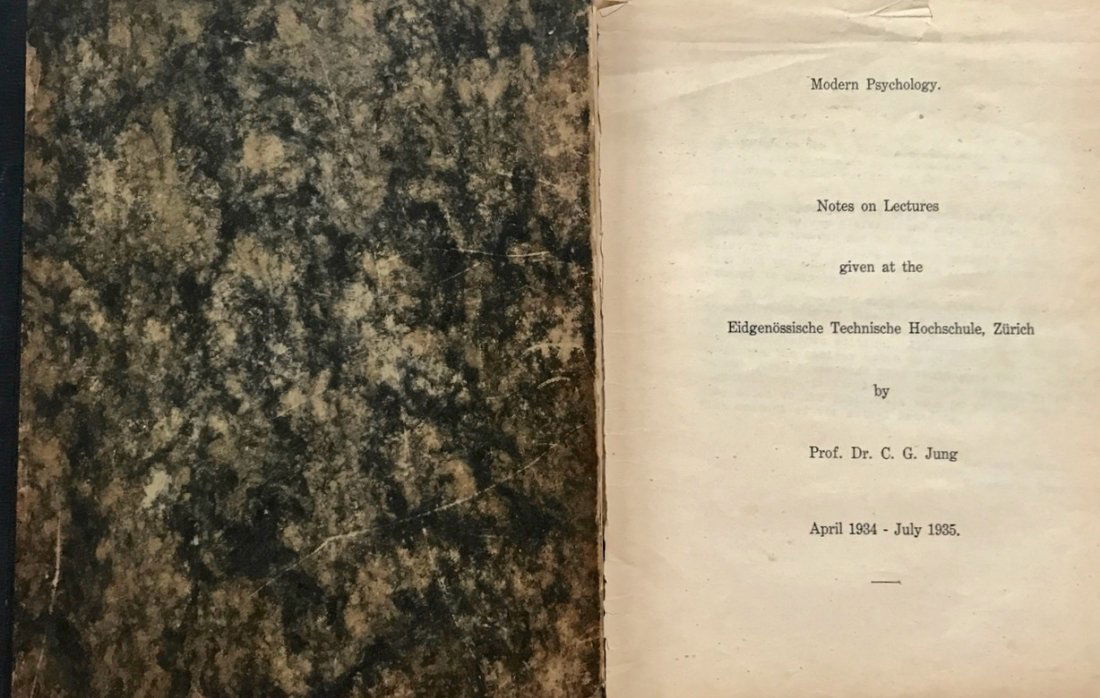 Modern Psychology.
Notes on Lectures
given at the
Eidgenössische Technische Hochschule, Zürich
by
Prof. Dr. C. G. Jung
April 1934 - July 1935.